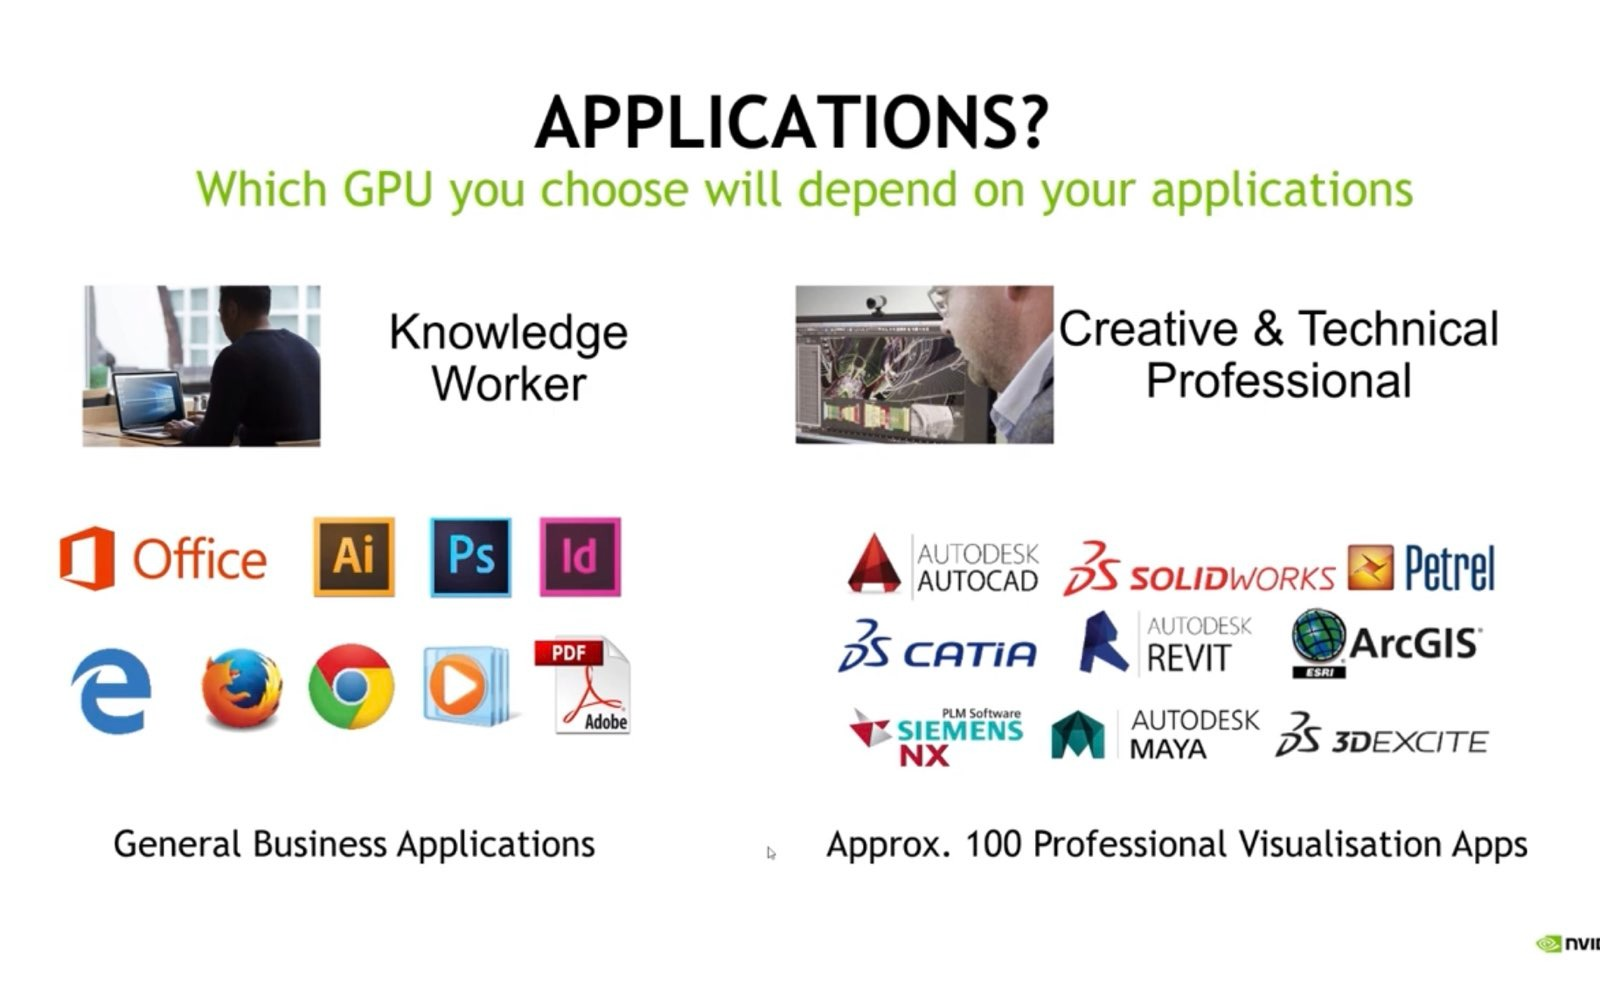 APPLICATIONS?
Which GPU you choose will depend on your applications
Knowledge
Worker
Creative & Technical
Professional
Office
Ai
Ps
Id
PDF
Adobe
AUTODESK
AUTOCAD
SOLIDWORKS
Petrel
CATIA
AUTODESK
REVIT
ArcGIS
ESRI
PLM Software
SIEMENS
NX
AUTODESK
MAYA
3DEXCITE
General Business Applications
Approx. 100 Professional Visualisation Apps